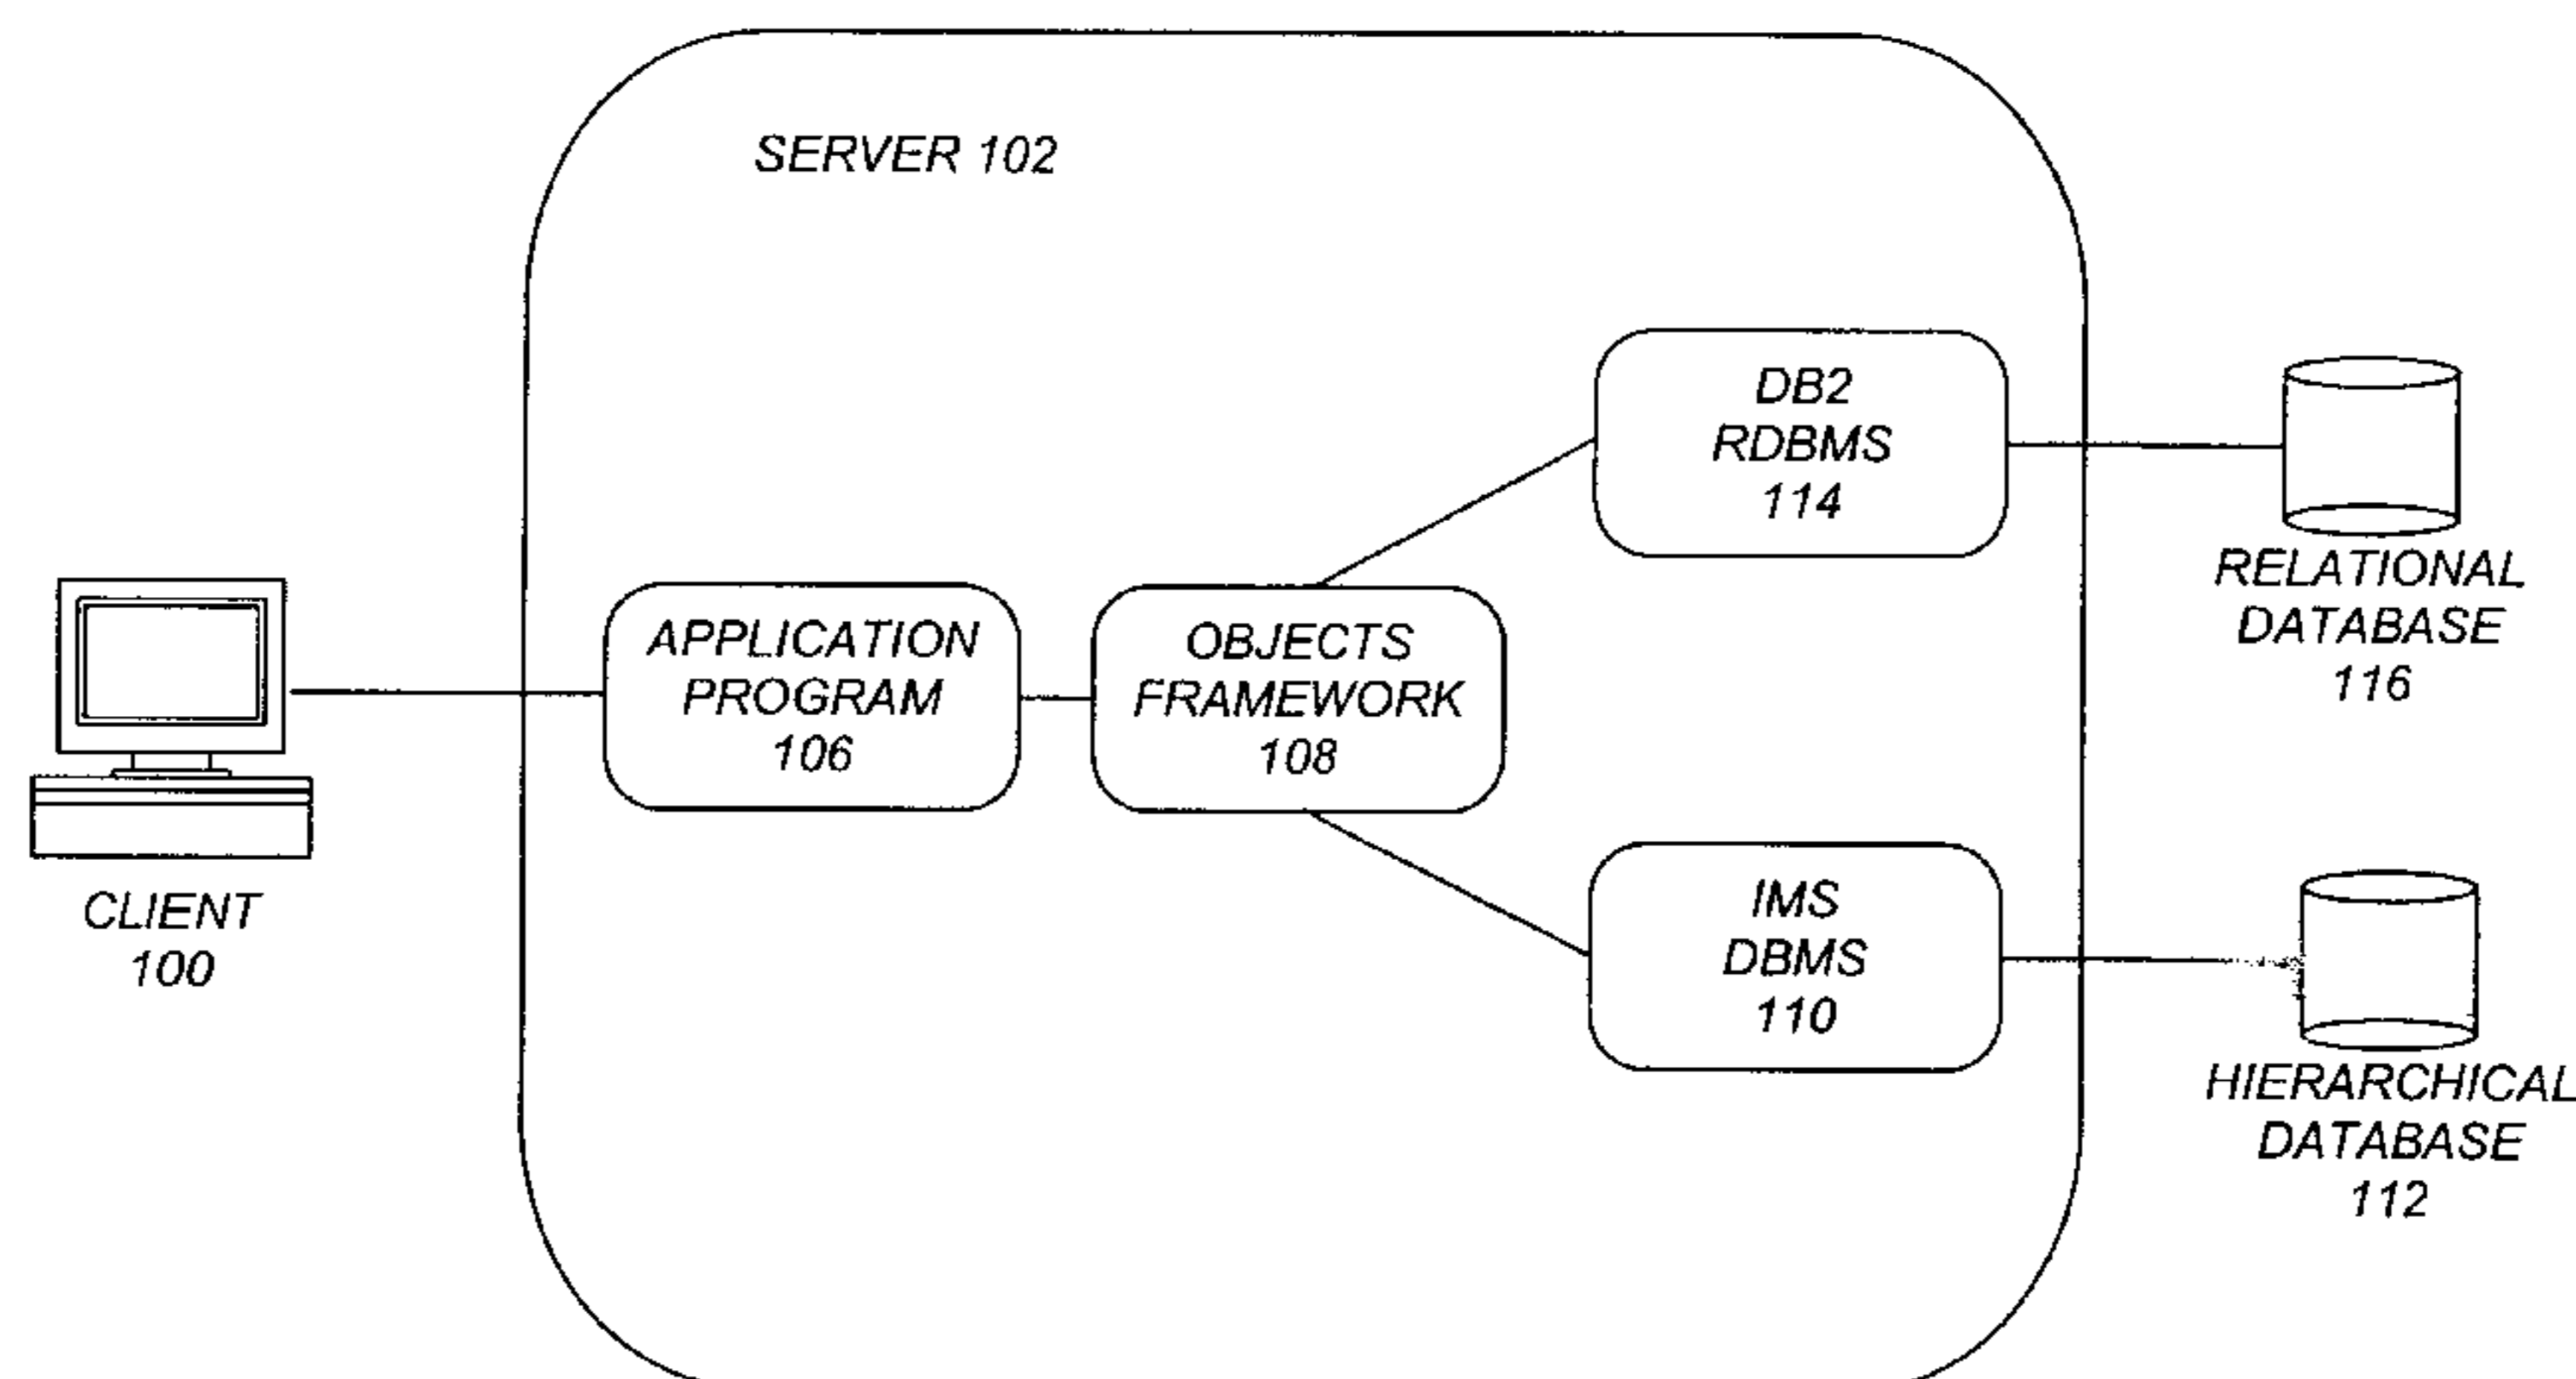 SERVER 102
DB2
RDBMS
114
RELATIONAL
DATABASE
116
APPLICATION
PROGRAM
106
OBJECTS
FRAMEWORK
108
CLIENT
100
IMS
DBMS
110
HIERARCHICAL
DATABASE
112